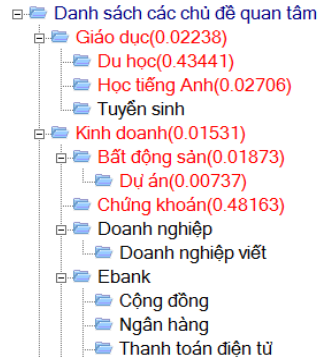 Danh sách các chủ đề quan tâm
Giáo dục(0.02238)
Du học(0.43441)
Học tiếng Anh(0.02706)
Tuyển sinh
Kinh doanh(0.01531)
Bất động sản(0.01873)
Dự án(0.00737)
Chứng khoán(0.48163)
Doanh nghiệp
Doanh nghiệp viết
Ebank
Cộng đồng
Ngân hàng
Thanh toán điện tử